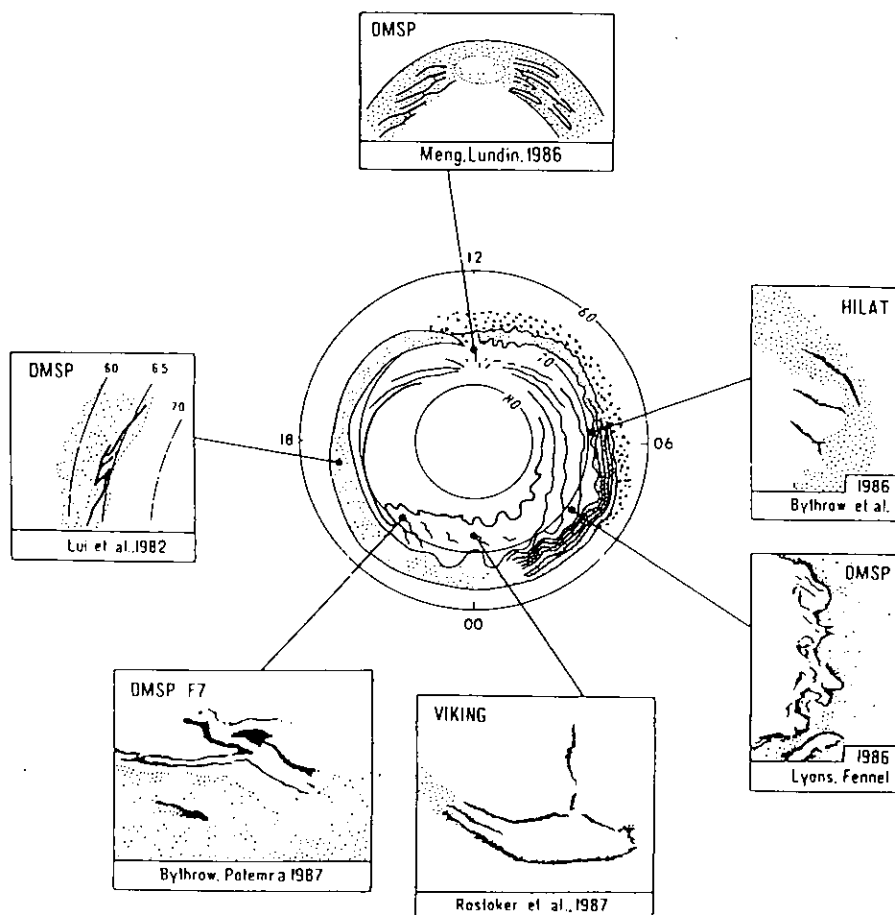 DMSP
Meng, Lundin, 1986
12
60
70
80
18
06
00
HILAT
1986
Bythrow et al.
DMSP
60 65
70
Lui et al., 1982
DMSP
1986
Lyons, Fennel
DMSP F7
Bythrow, Potemra 1987
VIKING
Rostoker et al., 1987